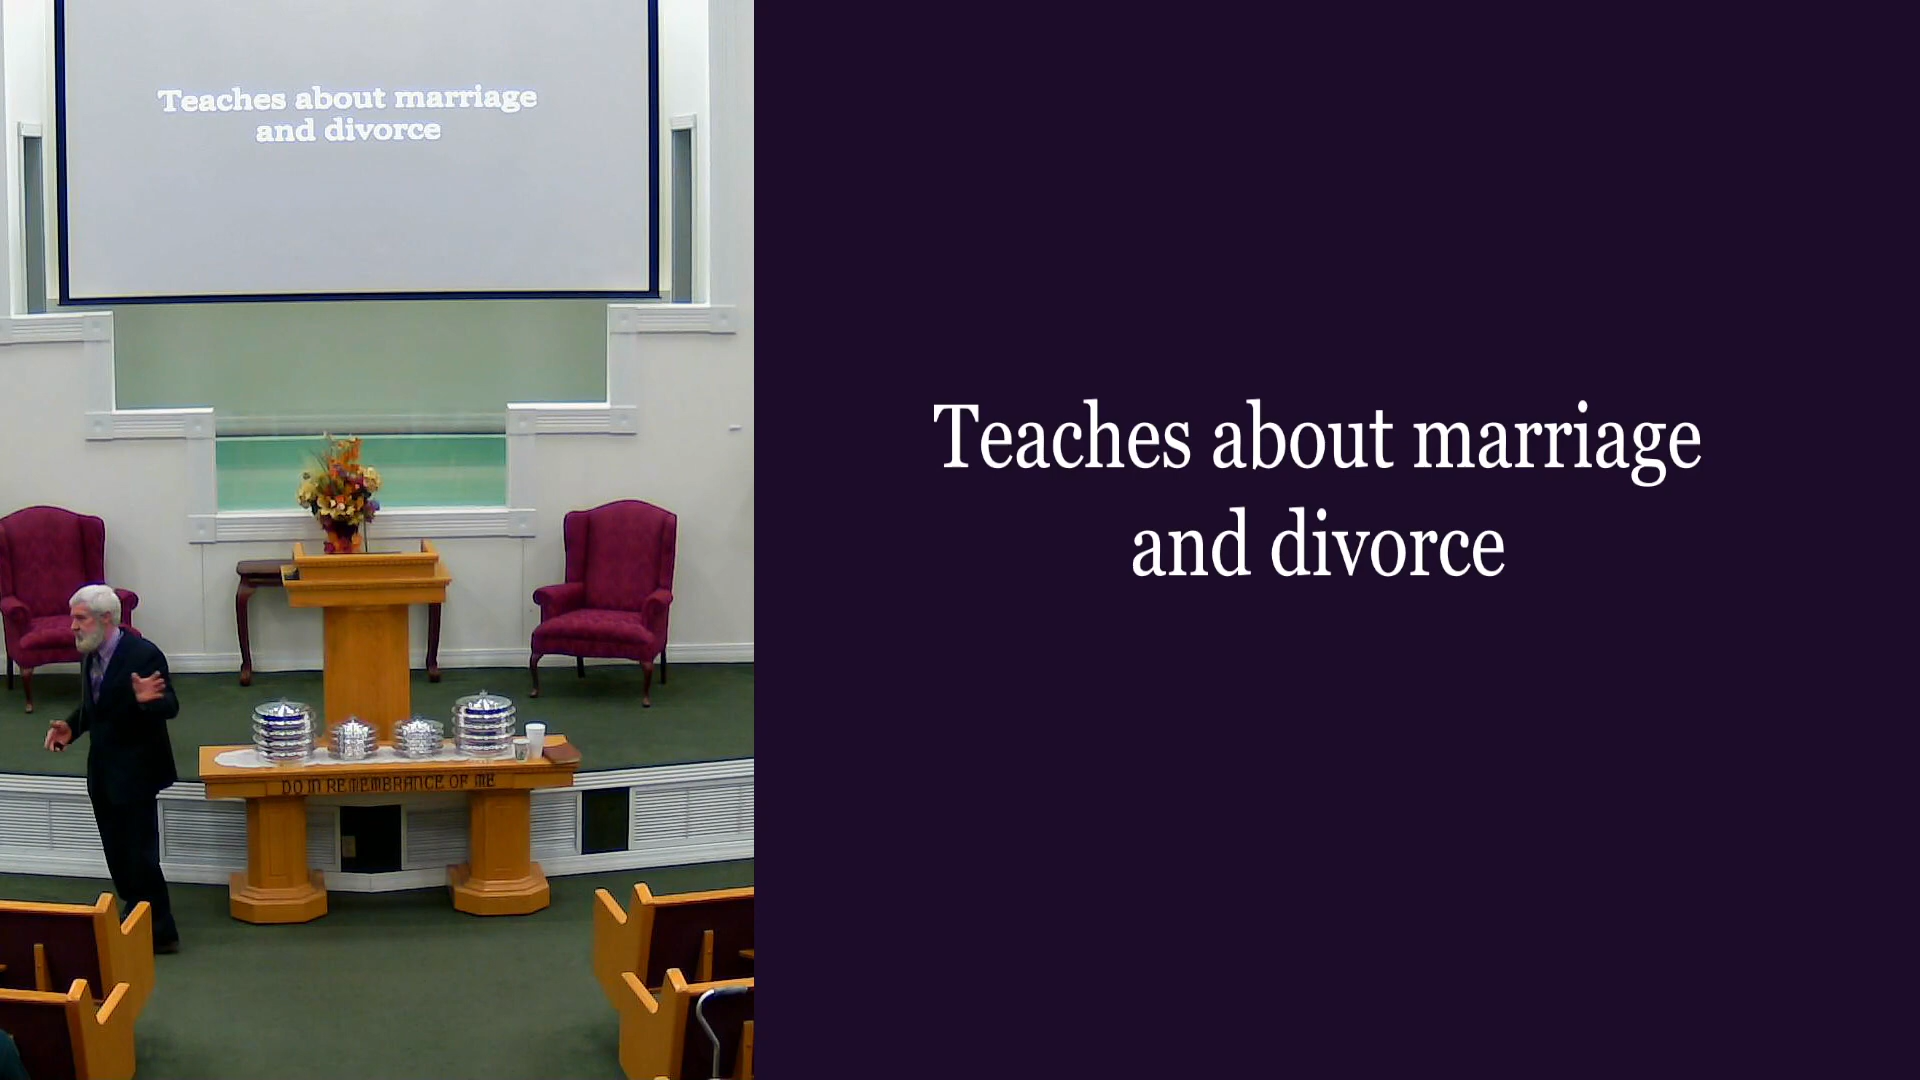 Teaches about marriage
and divorce
DO IN REMEMBRANCE OF ME
Teaches about marriage
and divorce